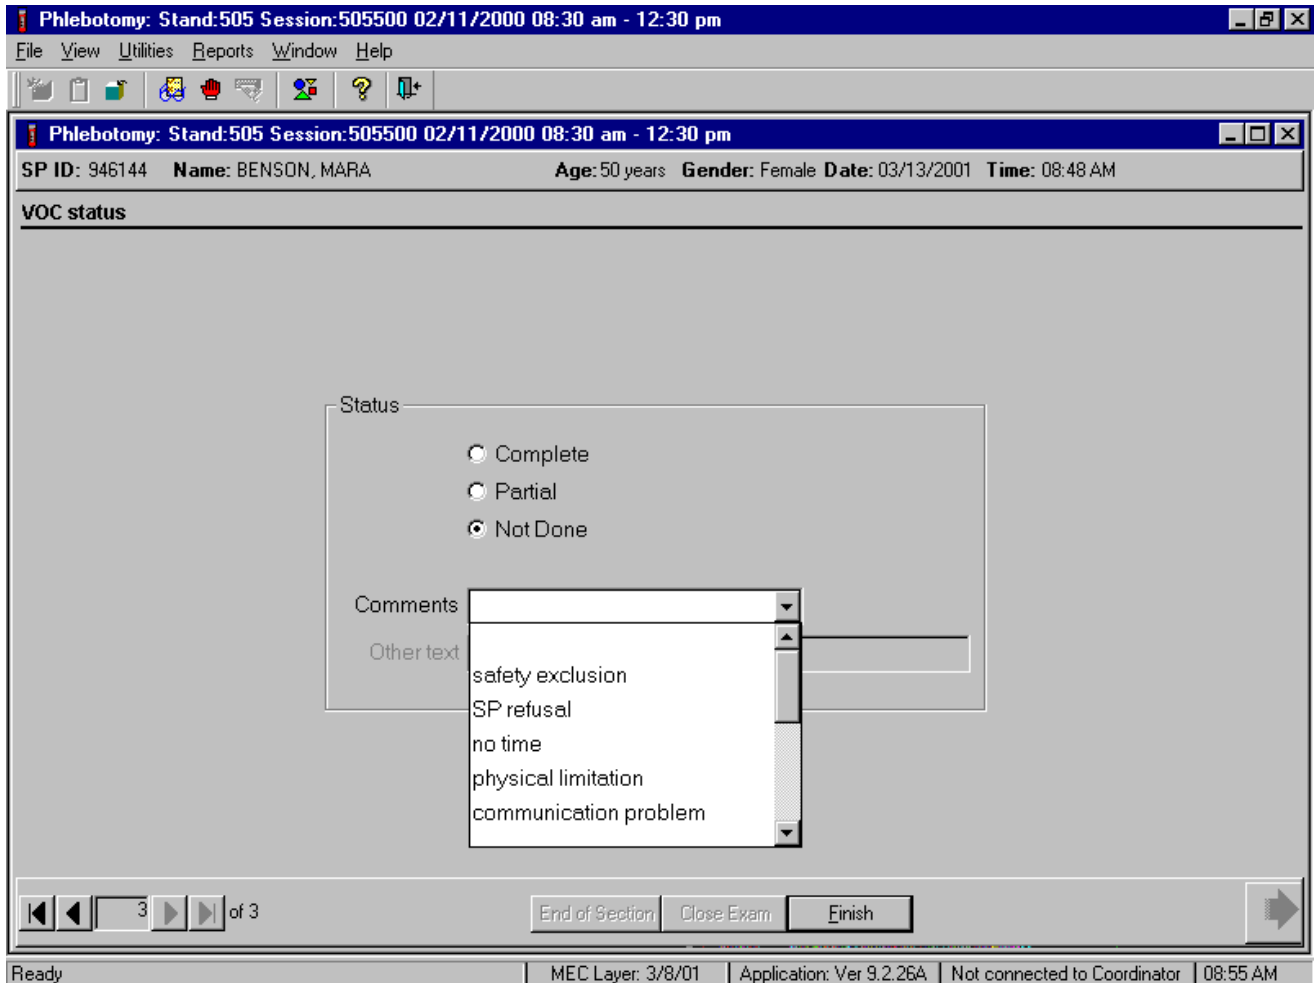 Phlebotomy: Stand:505 Session:505500 02/11/2000 08:30 am - 12:30 pm
File View Utilities Reports Window Help
Phlebotomy: Stand:505 Session:505500 02/11/2000 08:30 am - 12:30 pm
SP ID: 946144 Name: BENSON, MARA Age: 50 years Gender: Female Date: 03/13/2001 Time: 08:48 AM
VOC status
Status
Complete
Partial
Not Done
Comments
Other text
safety exclusion
SP refusal
no time
physical limitation
communication problem
3 of 3 End of Section Close Exam Finish
Ready MEC Layer: 3/8/01 Application: Ver 9.2.26A Not connected to Coordinator 08:55 AM